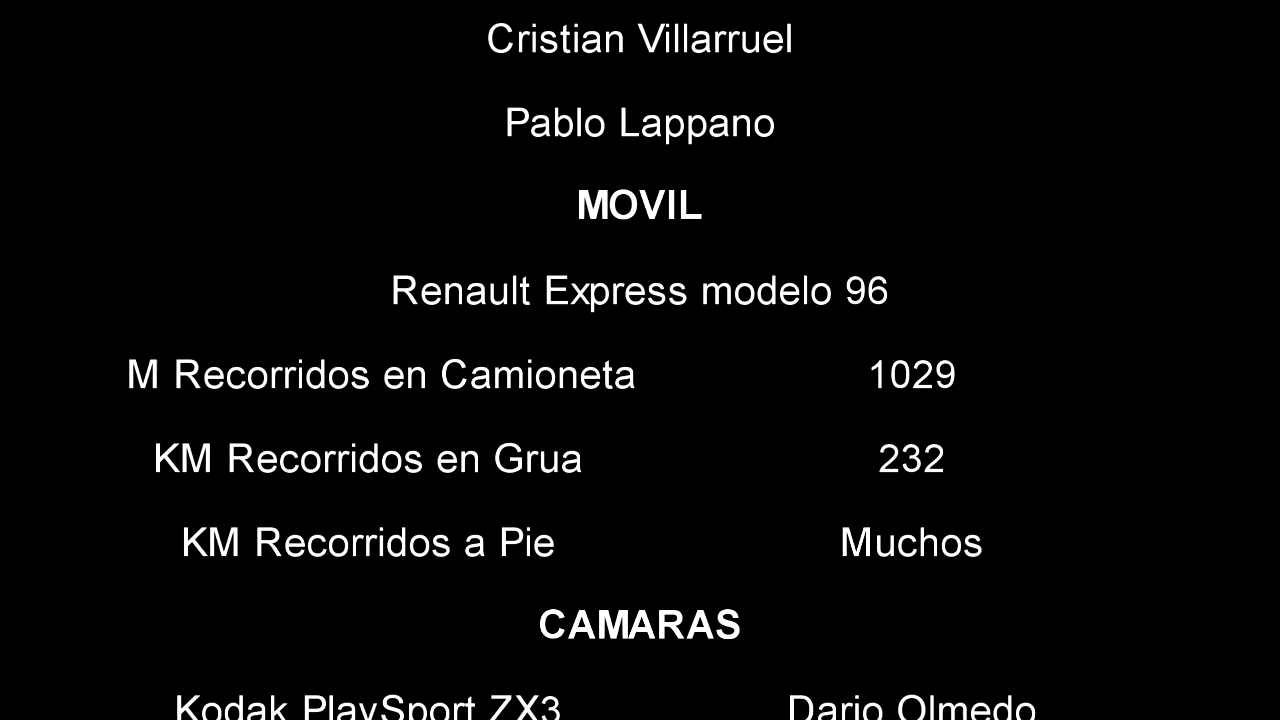 Cristian Villarruel
Pablo Lappano
MOVIL
Renault Express modelo 96
M Recorridos en Camioneta 1029
KM Recorridos en Grua 232
KM Recorridos a Pie Muchos
CAMARAS
Kodak PlaySport ZX3 Dario Olmedo